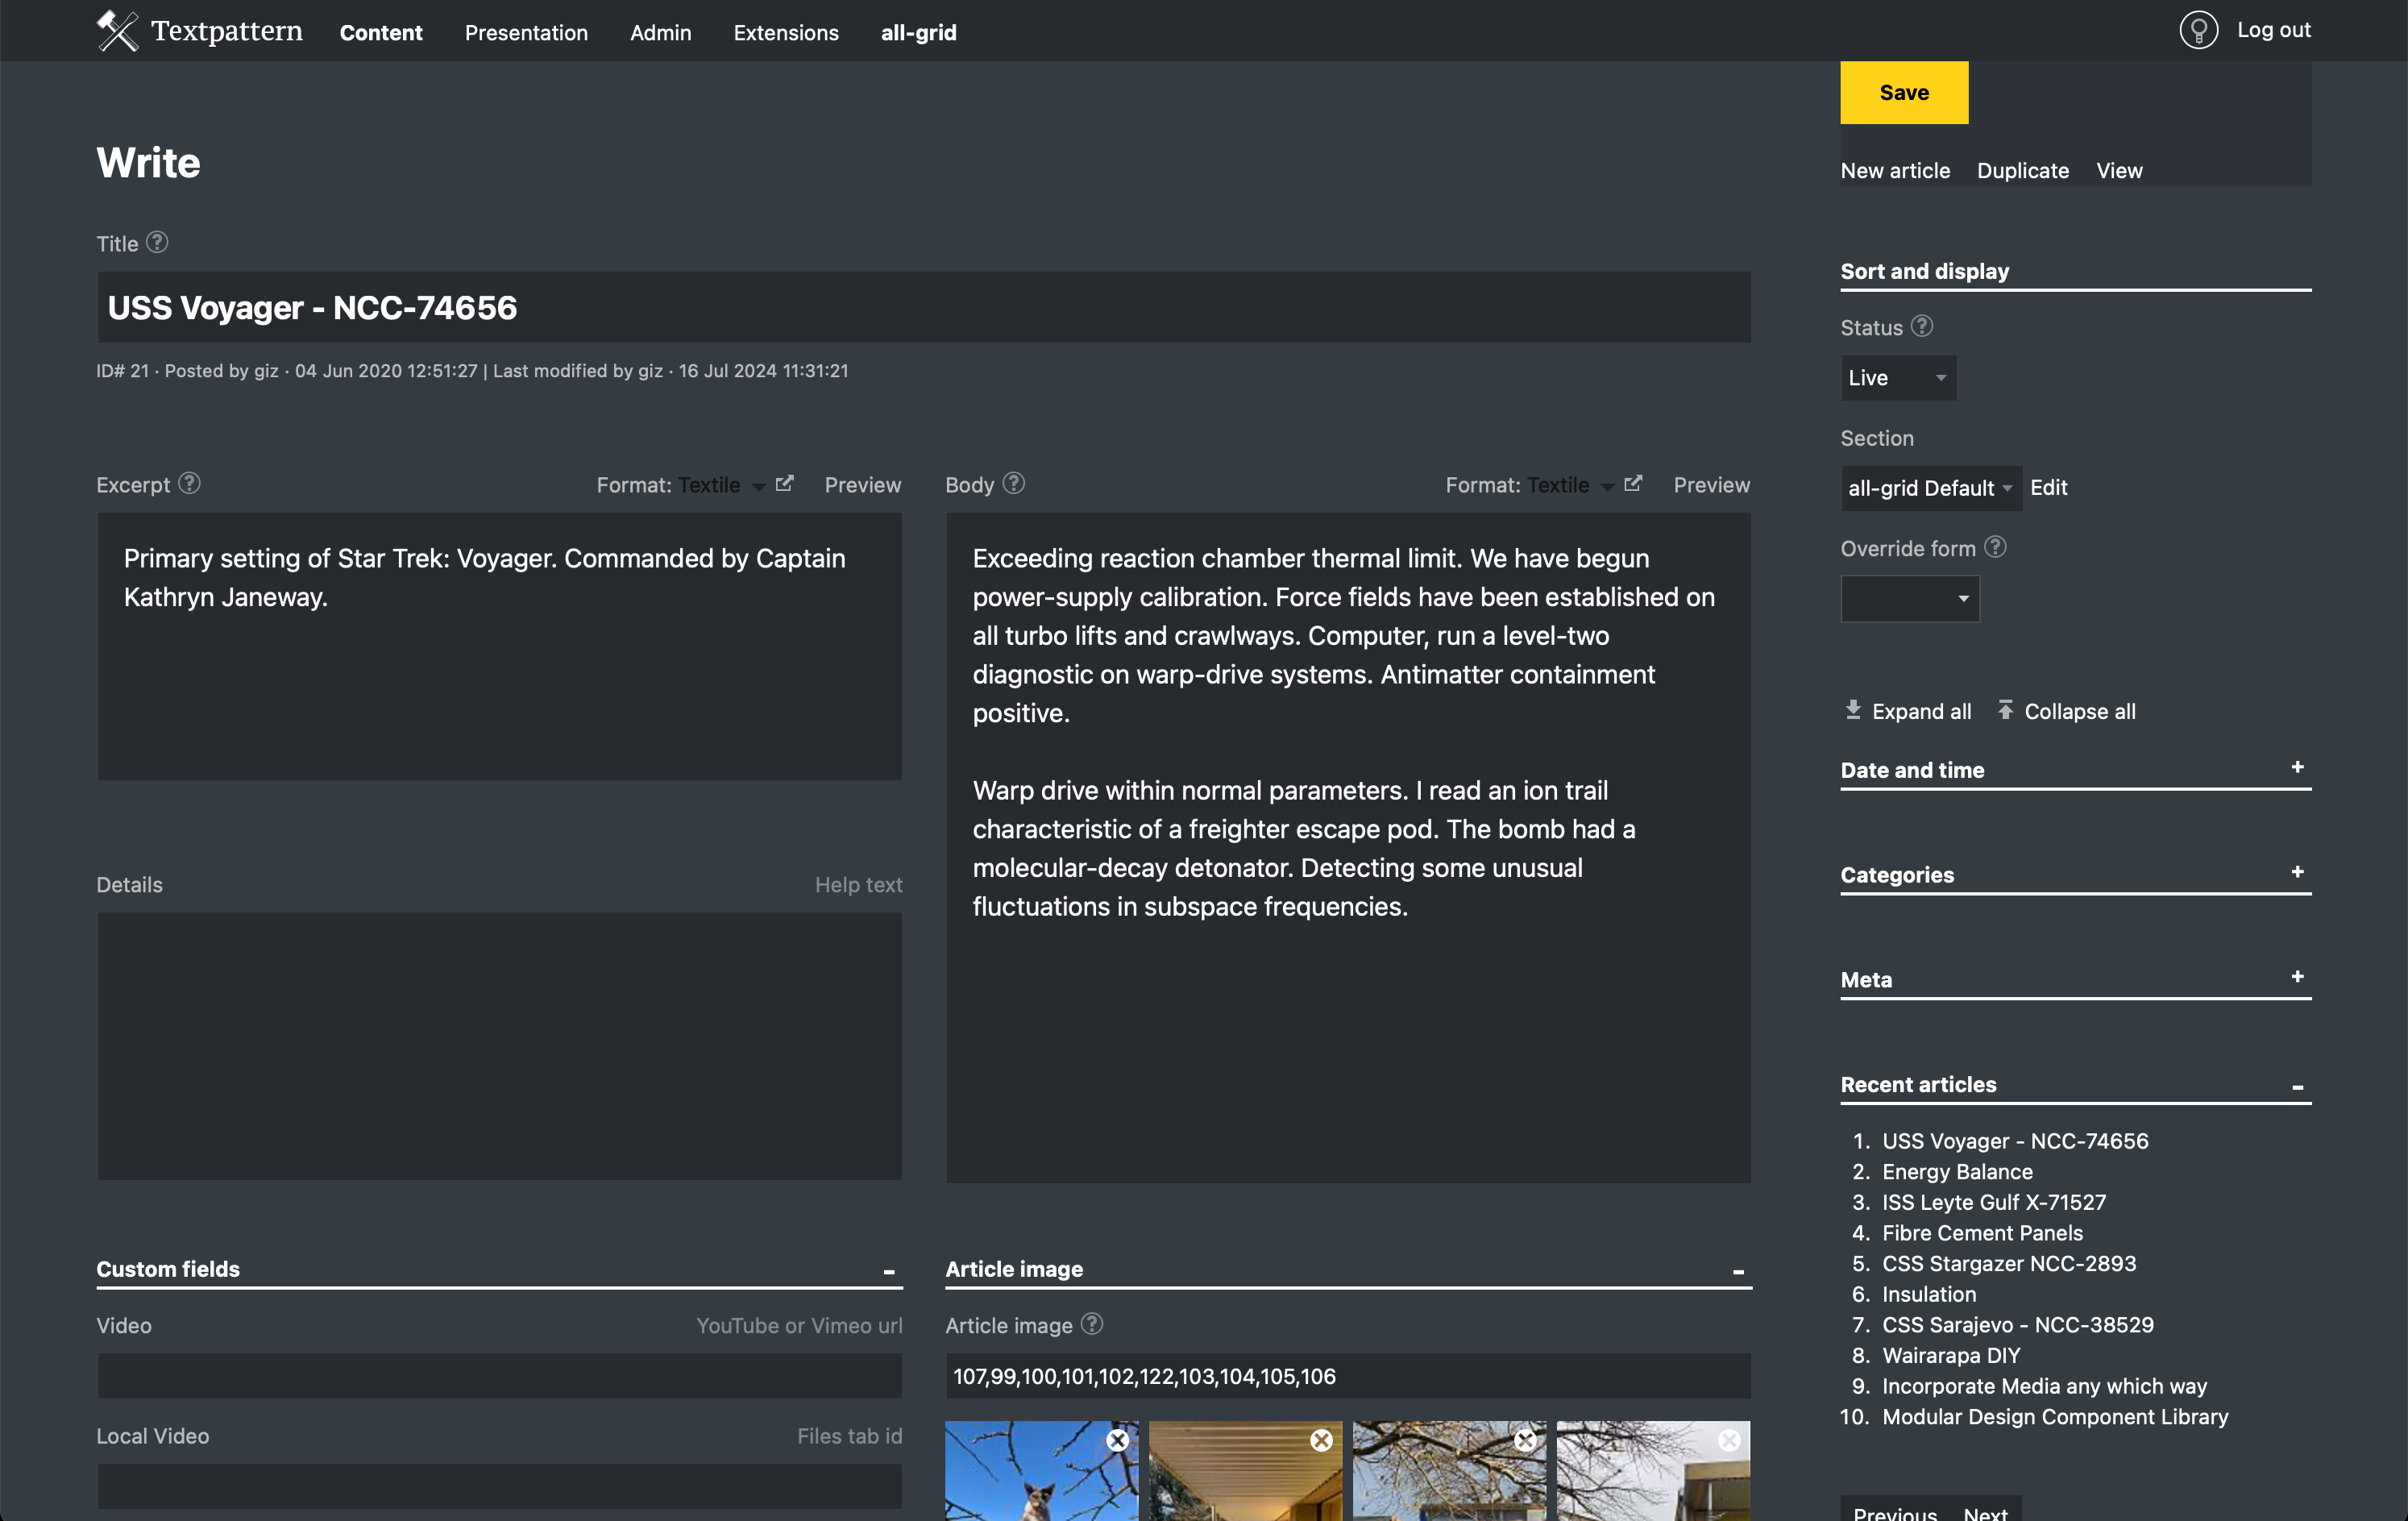 Textpattern Content Presentation Admin Extensions all-grid Log out
Save
New article Duplicate View
Write
Title ?
USS Voyager - NCC-74656
ID# 21 · Posted by giz · 04 Jun 2020 12:51:27 | Last modified by giz · 16 Jul 2024 11:31:21
Excerpt ? Format: Textile Preview
Primary setting of Star Trek: Voyager. Commanded by Captain
Kathryn Janeway.
Details Help text
Body ? Format: Textile Preview
Exceeding reaction chamber thermal limit. We have begun
power-supply calibration. Force fields have been established on
all turbo lifts and crawlways. Computer, run a level-two
diagnostic on warp-drive systems. Antimatter containment
positive.
Warp drive within normal parameters. I read an ion trail
characteristic of a freighter escape pod. The bomb had a
molecular-decay detonator. Detecting some unusual
fluctuations in subspace frequencies.
Custom fields -
Video YouTube or Vimeo url
Local Video Files tab id
Article image -
Article image ?
107,99,100,101,102,122,103,104,105,106
Sort and display
Status ?
Live
Section
all-grid Default Edit
Override form ?
Expand all Collapse all
Date and time +
Categories +
Meta +
Recent articles -
1. USS Voyager - NCC-74656
2. Energy Balance
3. ISS Leyte Gulf X-71527
4. Fibre Cement Panels
5. CSS Stargazer NCC-2893
6. Insulation
7. CSS Sarajevo - NCC-38529
8. Wairarapa DIY
9. Incorporate Media any which way
10. Modular Design Component Library
Previous Next